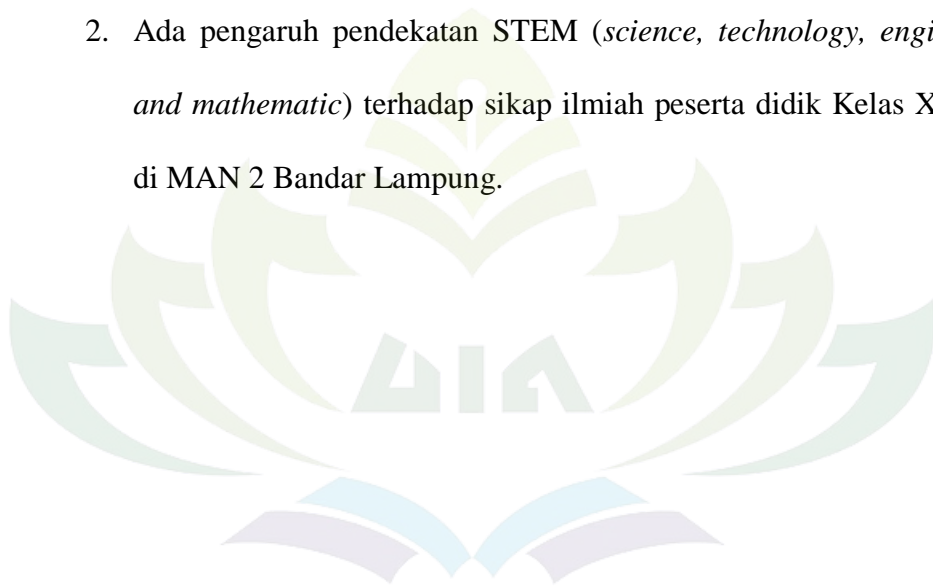 2. Ada pengaruh pendekatan STEM (science, technology,
and mathematic) terhadap sikap ilmiah peserta didik Kelas
di MAN 2 Bandar Lampung.
UIN